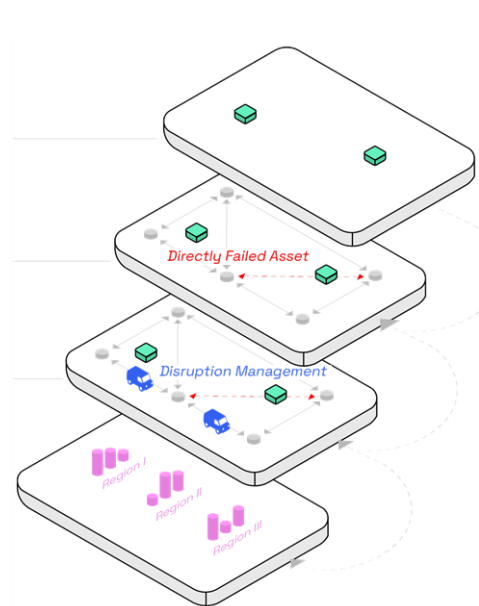 Directly Failed Asset
Disruption Management
Region I
Region II
Region III